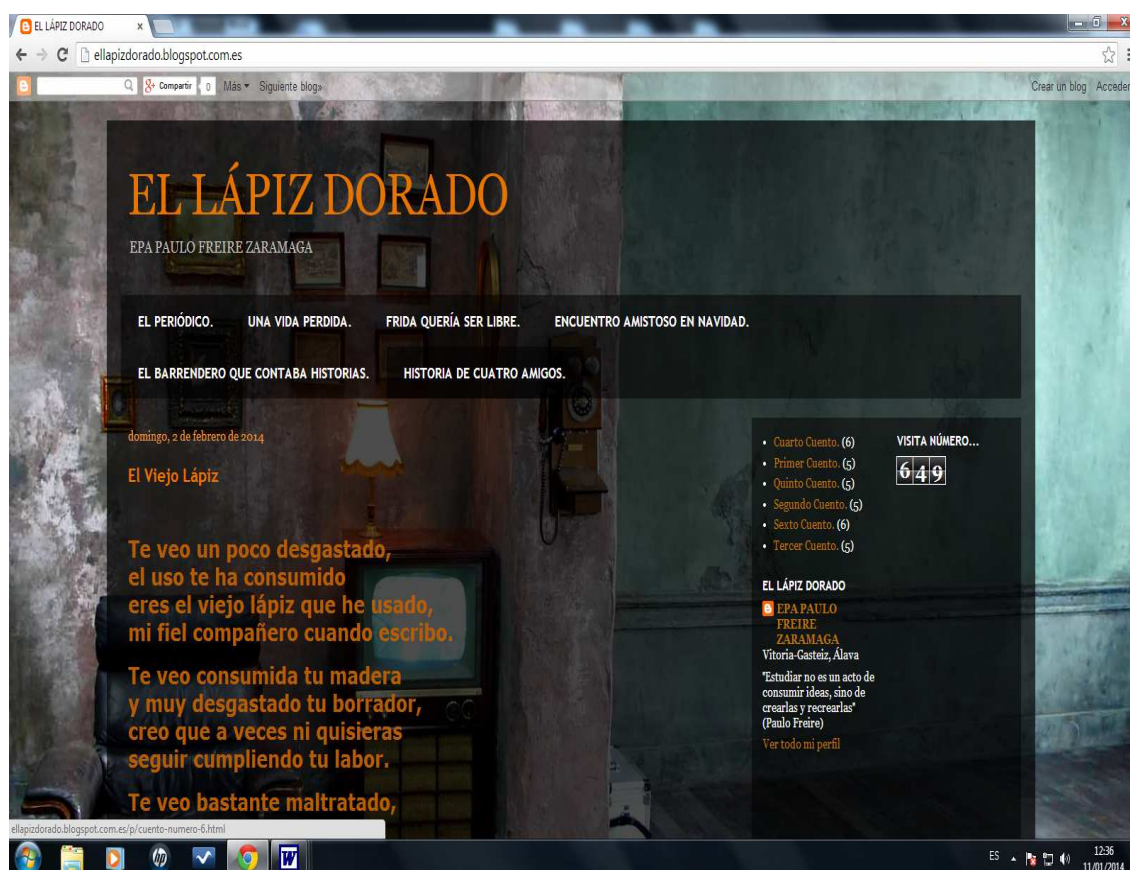 EL LÁPIZ DORADO
ellapizdorado.blogspot.com.es
Compartir 0 Más Siguiente blog» Crear un blog Acceder
EL LÁPIZ DORADO
EPA PAULO FREIRE ZARAMAGA
EL PERIÓDICO. UNA VIDA PERDIDA. FRIDA QUERÍA SER LIBRE. ENCUENTRO AMISTOSO EN NAVIDAD.
EL BARRENDERO QUE CONTABA HISTORIAS. HISTORIA DE CUATRO AMIGOS.
domingo, 2 de febrero de 2014
El Viejo Lápiz
Te veo un poco desgastado,
el uso te ha consumido
eres el viejo lápiz que he usado,
mi fiel compañero cuando escribo.
Te veo consumida tu madera
y muy desgastado tu borrador,
creo que a veces ni quisieras
seguir cumpliendo tu labor.
Te veo bastante maltratado,
Cuarto Cuento. (6)
Primer Cuento. (5)
Quinto Cuento. (5)
Segundo Cuento. (5)
Sexto Cuento. (6)
Tercer Cuento. (5)
VISITA NÚMERO...
649
EL LÁPIZ DORADO
EPA PAULO
FREIRE
ZARAMAGA
Vitoria-Gasteiz, Álava
"Estudiar no es un acto de
consumir ideas, sino de
crearlas y recrearlas"
(Paulo Freire)
Ver todo mi perfil
ellapizdorado.blogspot.com.es/p/cuento-numero-6.html
ES 12:36
11/01/2014